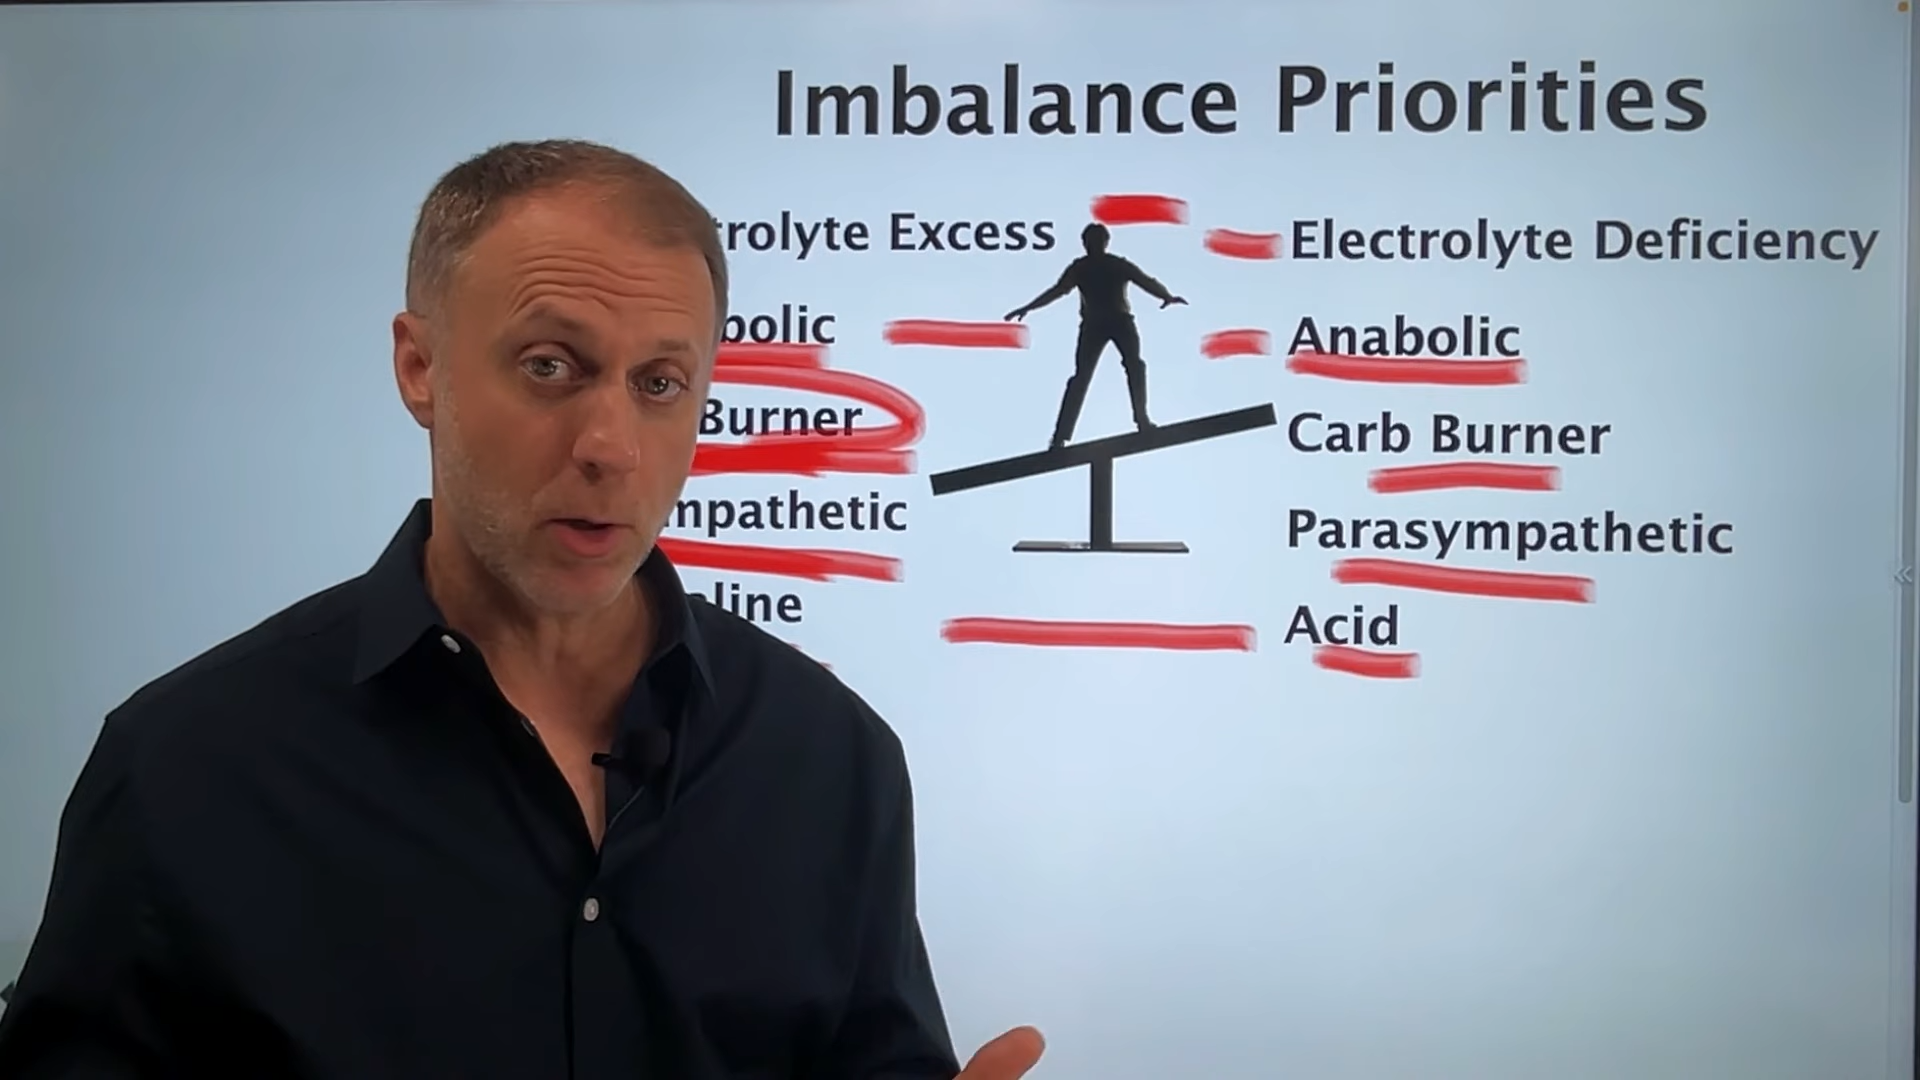 Imbalance Priorities
trolyte Excess Electrolyte Deficiency
bolic Anabolic
Burner Carb Burner
mpathetic Parasympathetic
line Acid